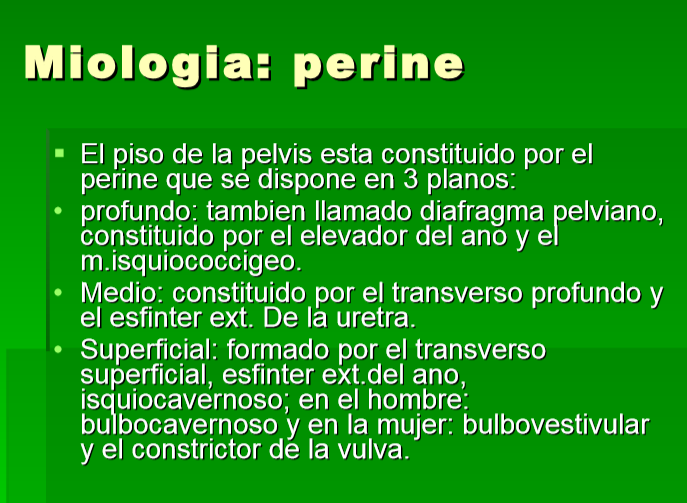 Miologia: perine
El piso de la pelvis esta constituido por el
perine que se dispone en 3 planos:
profundo: tambien llamado diafragma pelviano,
constituido por el elevador del ano y el
m.isquiococcigeo.
Medio: constituido por el transverso profundo y
el esfinter ext. De la uretra.
Superficial: formado por el transverso
superficial, esfinter ext.del ano,
isquiocavernoso; en el hombre:
bulbocavernoso y en la mujer: bulbovestivular
y el constrictor de la vulva.